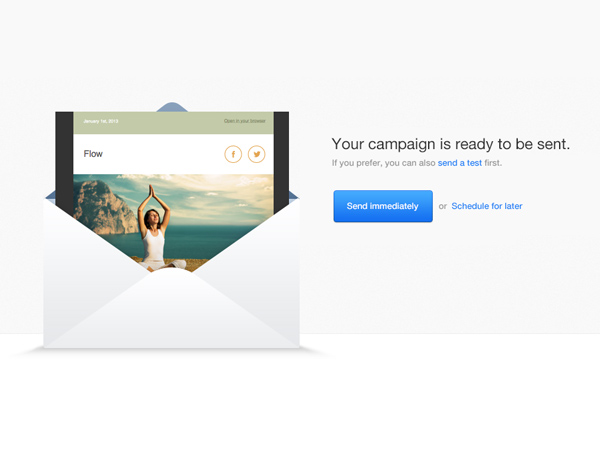 January 1st, 2013
Open in your browser
Flow
Your campaign is ready to be sent.
If you prefer, you can also send a test first.
Send immediately or Schedule for later